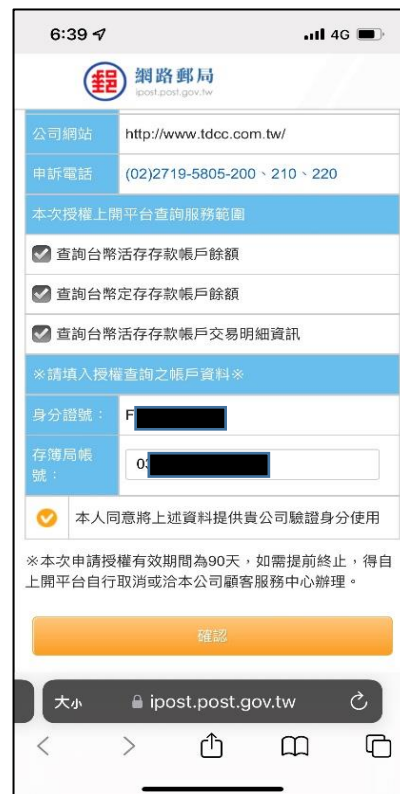 6:39
4G
郵 網路郵局
ipost.post.gov.tw
公司網站 http://www.tdcc.com.tw/
申訴電話 (02)2719-5805-200、210、220
本次授權上開平台查詢服務範圍
查詢台幣活存存款帳戶餘額
查詢台幣定存存款帳戶餘額
查詢台幣活存存款帳戶交易明細資訊
※請填入授權查詢之帳戶資料※
身分證號： F
存簿局帳
號： 03
本人同意將上述資料提供貴公司驗證身分使用
※本次申請授權有效期間為90天，如需提前終止，得自
上開平台自行取消或洽本公司顧客服務中心辦理。
確認
大小 ipost.post.gov.tw